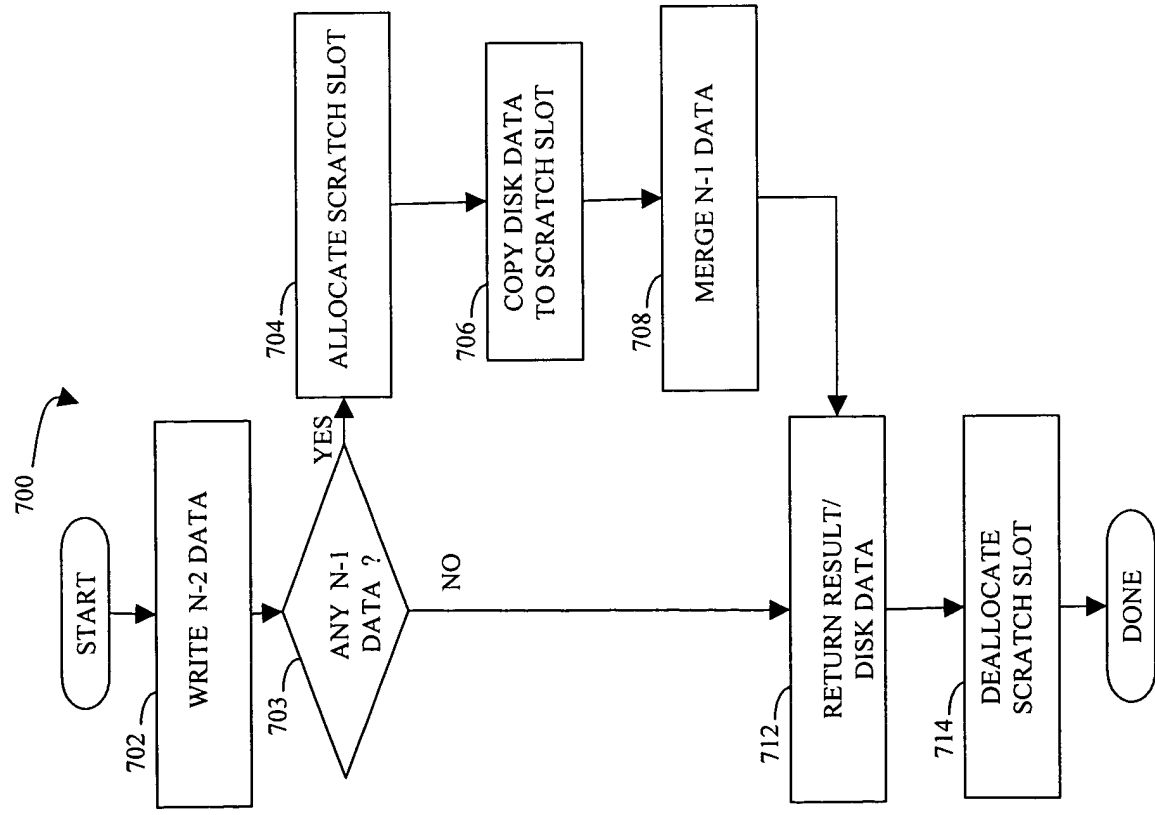 700
START
702
WRITE N-2 DATA
703
ANY N-1
DATA ?
YES
NO
704
ALLOCATE SCRATCH SLOT
706
COPY DISK DATA
TO SCRATCH SLOT
708
MERGE N-1 DATA
712
RETURN RESULT/
DISK DATA
714
DEALLOCATE
SCRATCH SLOT
DONE